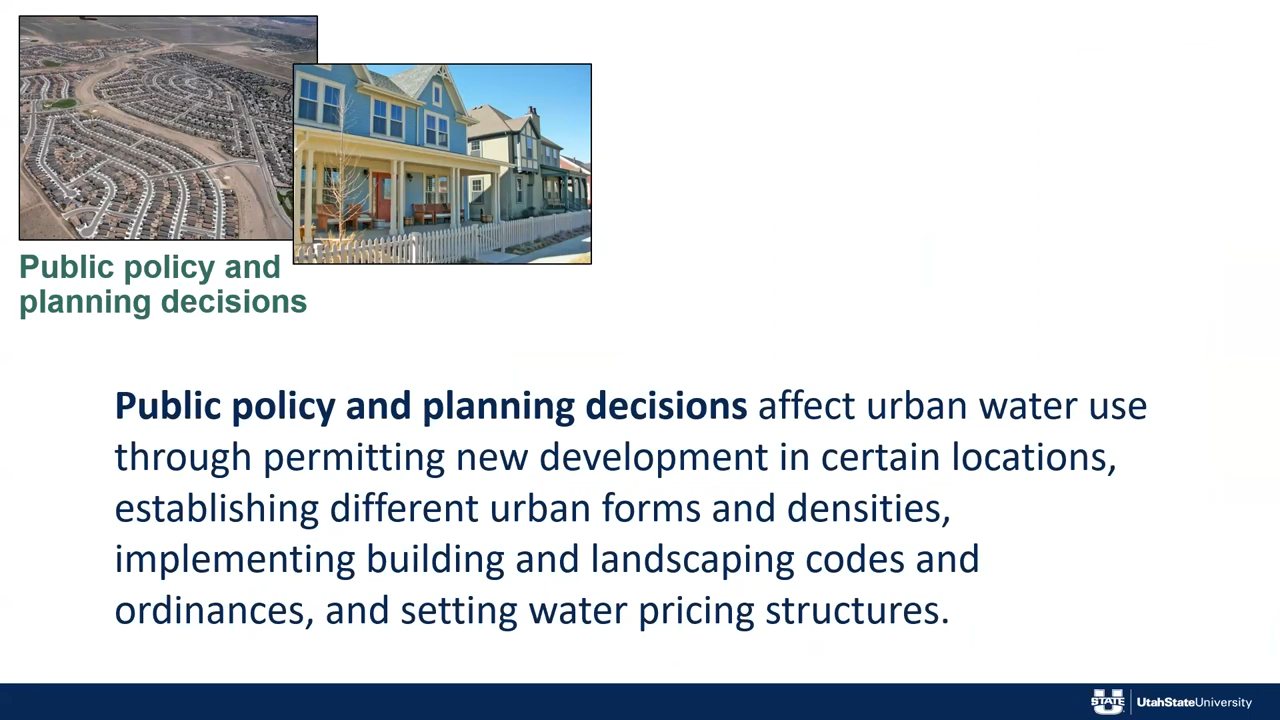 Public policy and
planning decisions
Public policy and planning decisions affect urban water use
through permitting new development in certain locations,
establishing different urban forms and densities,
implementing building and landscaping codes and
ordinances, and setting water pricing structures.
STATE
UtahStateUniversity